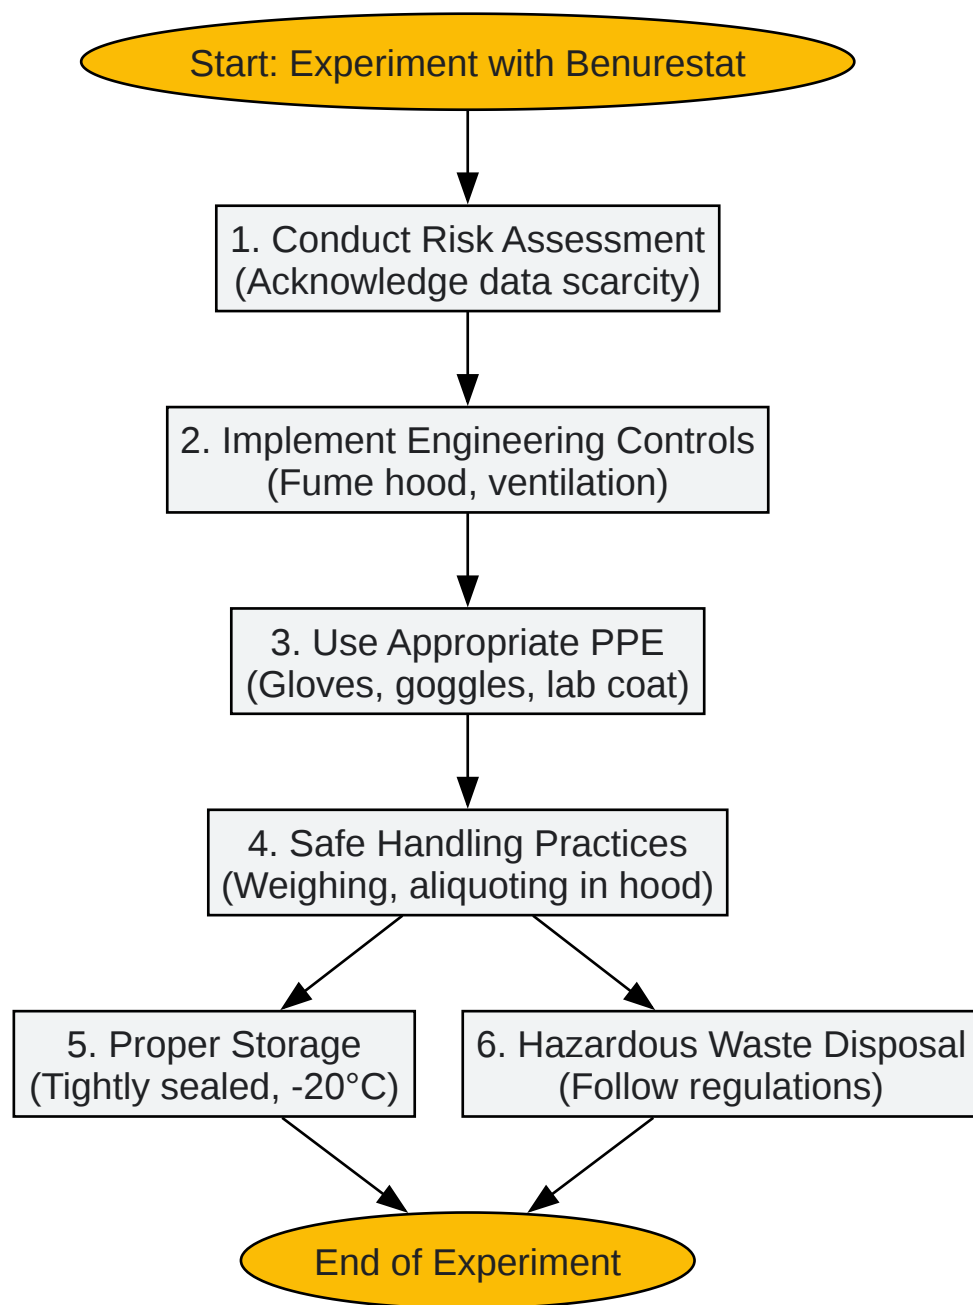 Start: Experiment with Benurestat
1. Conduct Risk Assessment
(Acknowledge data scarcity)
2. Implement Engineering Controls
(Fume hood, ventilation)
3. Use Appropriate PPE
(Gloves, goggles, lab coat)
4. Safe Handling Practices
(Weighing, aliquoting in hood)
5. Proper Storage
(Tightly sealed, -20°C)
6. Hazardous Waste Disposal
(Follow regulations)
End of Experiment